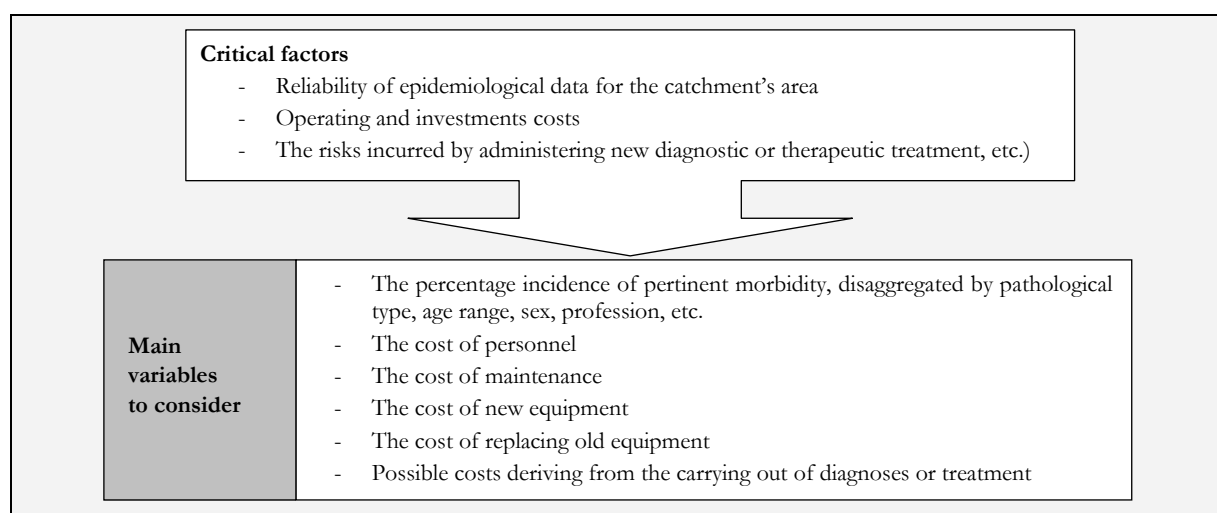 Critical factors
- Reliability of epidemiological data for the catchment's area
- Operating and investments costs
- The risks incurred by administering new diagnostic or therapeutic treatment, etc.)
Main
variables
to consider
- The percentage incidence of pertinent morbidity, disaggregated by pathological
type, age range, sex, profession, etc.
- The cost of personnel
- The cost of maintenance
- The cost of new equipment
- The cost of replacing old equipment
- Possible costs deriving from the carrying out of diagnoses or treatment